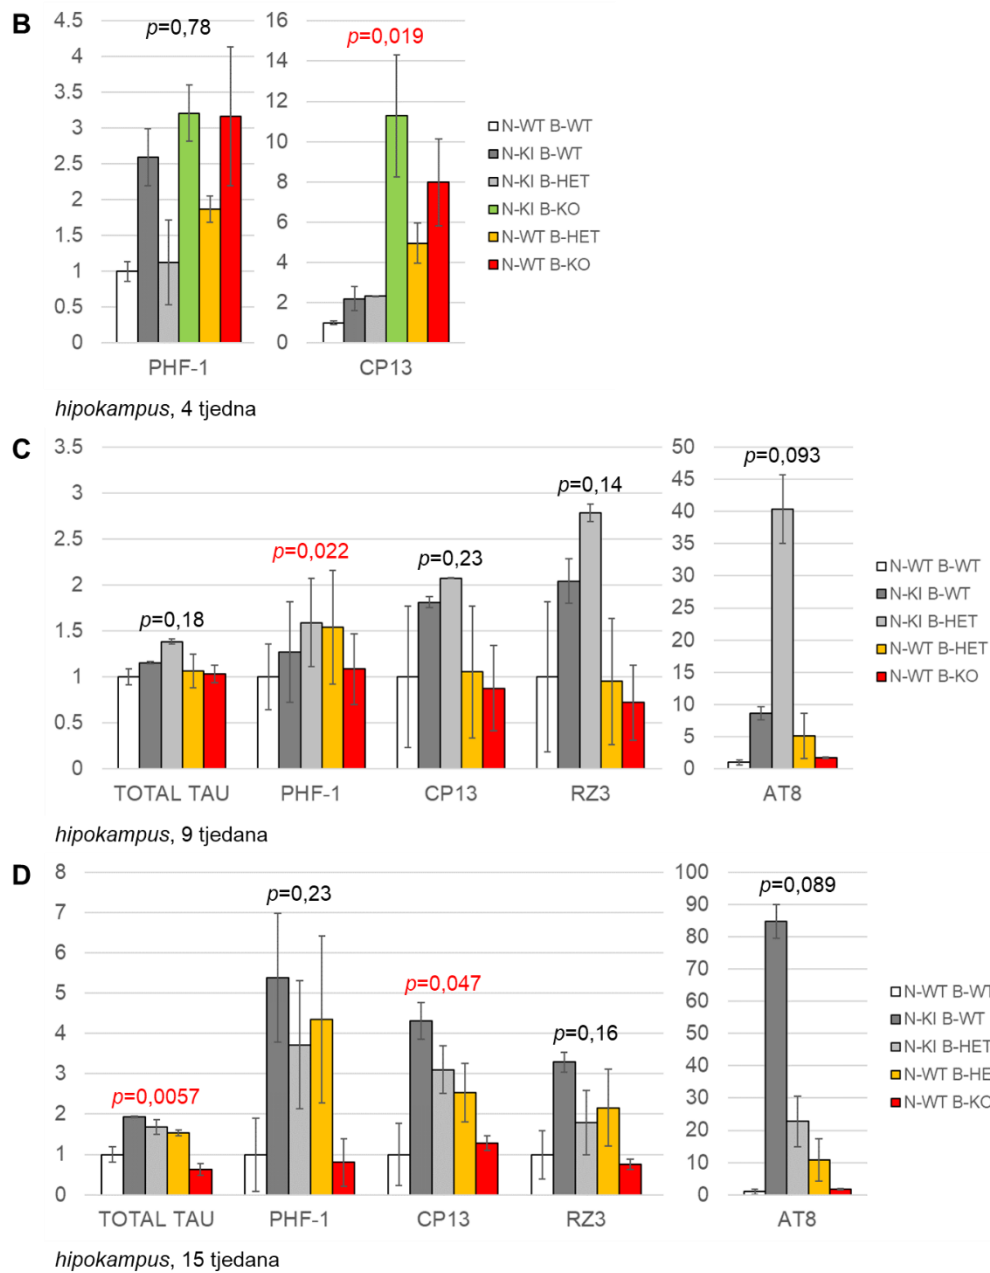 B
4.5
4
3.5
3
2.5
2
1.5
1
0.5
0
p=0,78
PHF-1
16
14
12
10
8
6
4
2
0
p=0,019
CP13
N-WT B-WT
N-KI B-WT
N-KI B-HET
N-KI B-KO
N-WT B-HET
N-WT B-KO
hipokampus, 4 tjedna
C
3.5
3
2.5
2
1.5
1
0.5
0
p=0,18
p=0,022
p=0,23
p=0,14
TOTAL TAU PHF-1 CP13 RZ3
50
45
40
35
30
25
20
15
10
5
0
p=0,093
AT8
N-WT B-WT
N-KI B-WT
N-KI B-HET
N-WT B-HET
N-WT B-KO
hipokampus, 9 tjedana
D
8
7
6
5
4
3
2
1
0
p=0,0057
p=0,23
p=0,047
p=0,16
TOTAL TAU PHF-1 CP13 RZ3
100
90
80
70
60
50
40
30
20
10
0
p=0,089
AT8
N-WT B-WT
N-KI B-WT
N-KI B-HET
N-WT B-HE
N-WT B-KO
hipokampus, 15 tjedana